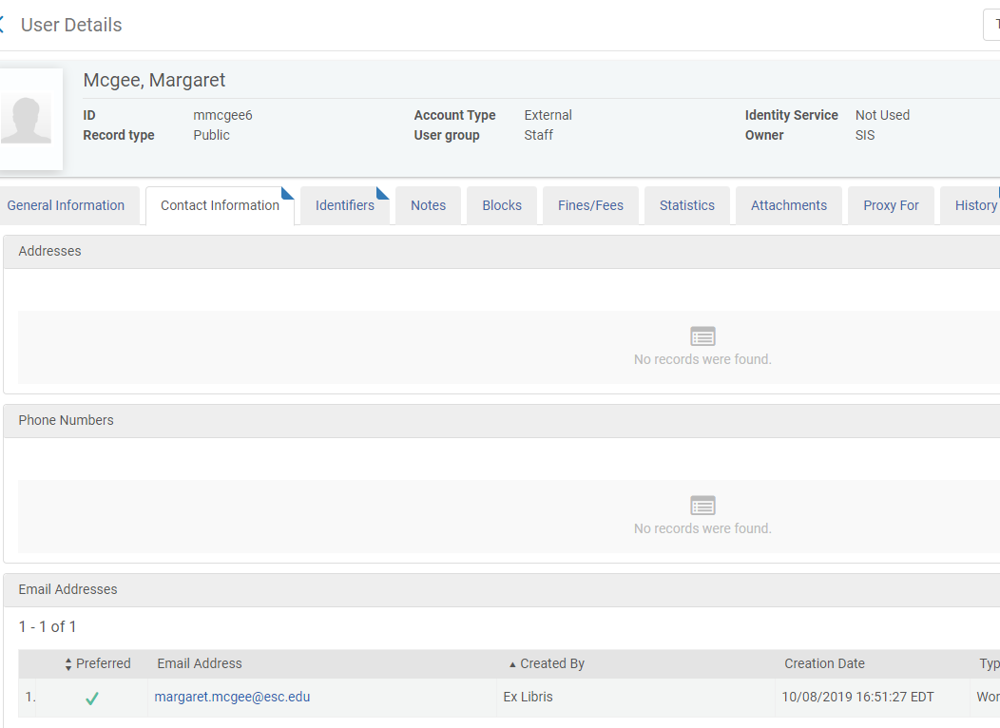 User Details
T
Mcgee, Margaret
ID mmcgee6 Account Type External Identity Service Not Used
Record type Public User group Staff Owner SIS
General Information Contact Information Identifiers Notes Blocks Fines/Fees Statistics Attachments Proxy For History
Addresses
No records were found.
Phone Numbers
No records were found.
Email Addresses
1 - 1 of 1
Preferred Email Address Created By Creation Date Typ
1. margaret.mcgee@esc.edu Ex Libris 10/08/2019 16:51:27 EDT Wor